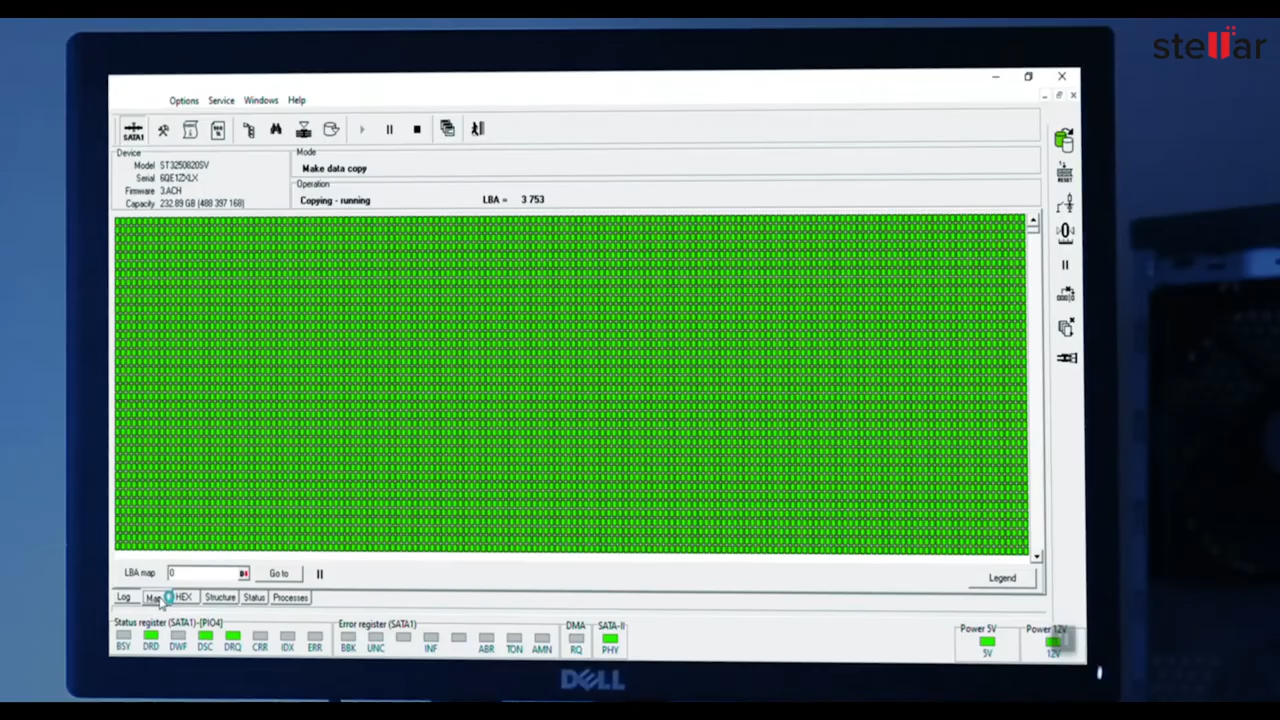 stellar
Options Service Windows Help
SATA1
Device
Model ST3250820SV
Serial 6QE1ZXLX
Firmware 3.ACH
Capacity 232.89 GB (488 397 168)
Mode
Make data copy
Operation
Copying - running LBA = 3 753
RESET
LBA map 0 Go to Legend
Log Map HEX Structure Status Processes
Status register (SATA1)-[PIO4] Error register (SATA1) DMA SATA-II Power 5V Power 12V
BSY DRD DWF DSC DRQ CRR IDX ERR BBK UNC INF ABR TON AMN RQ PHY 5V 12V
DELL